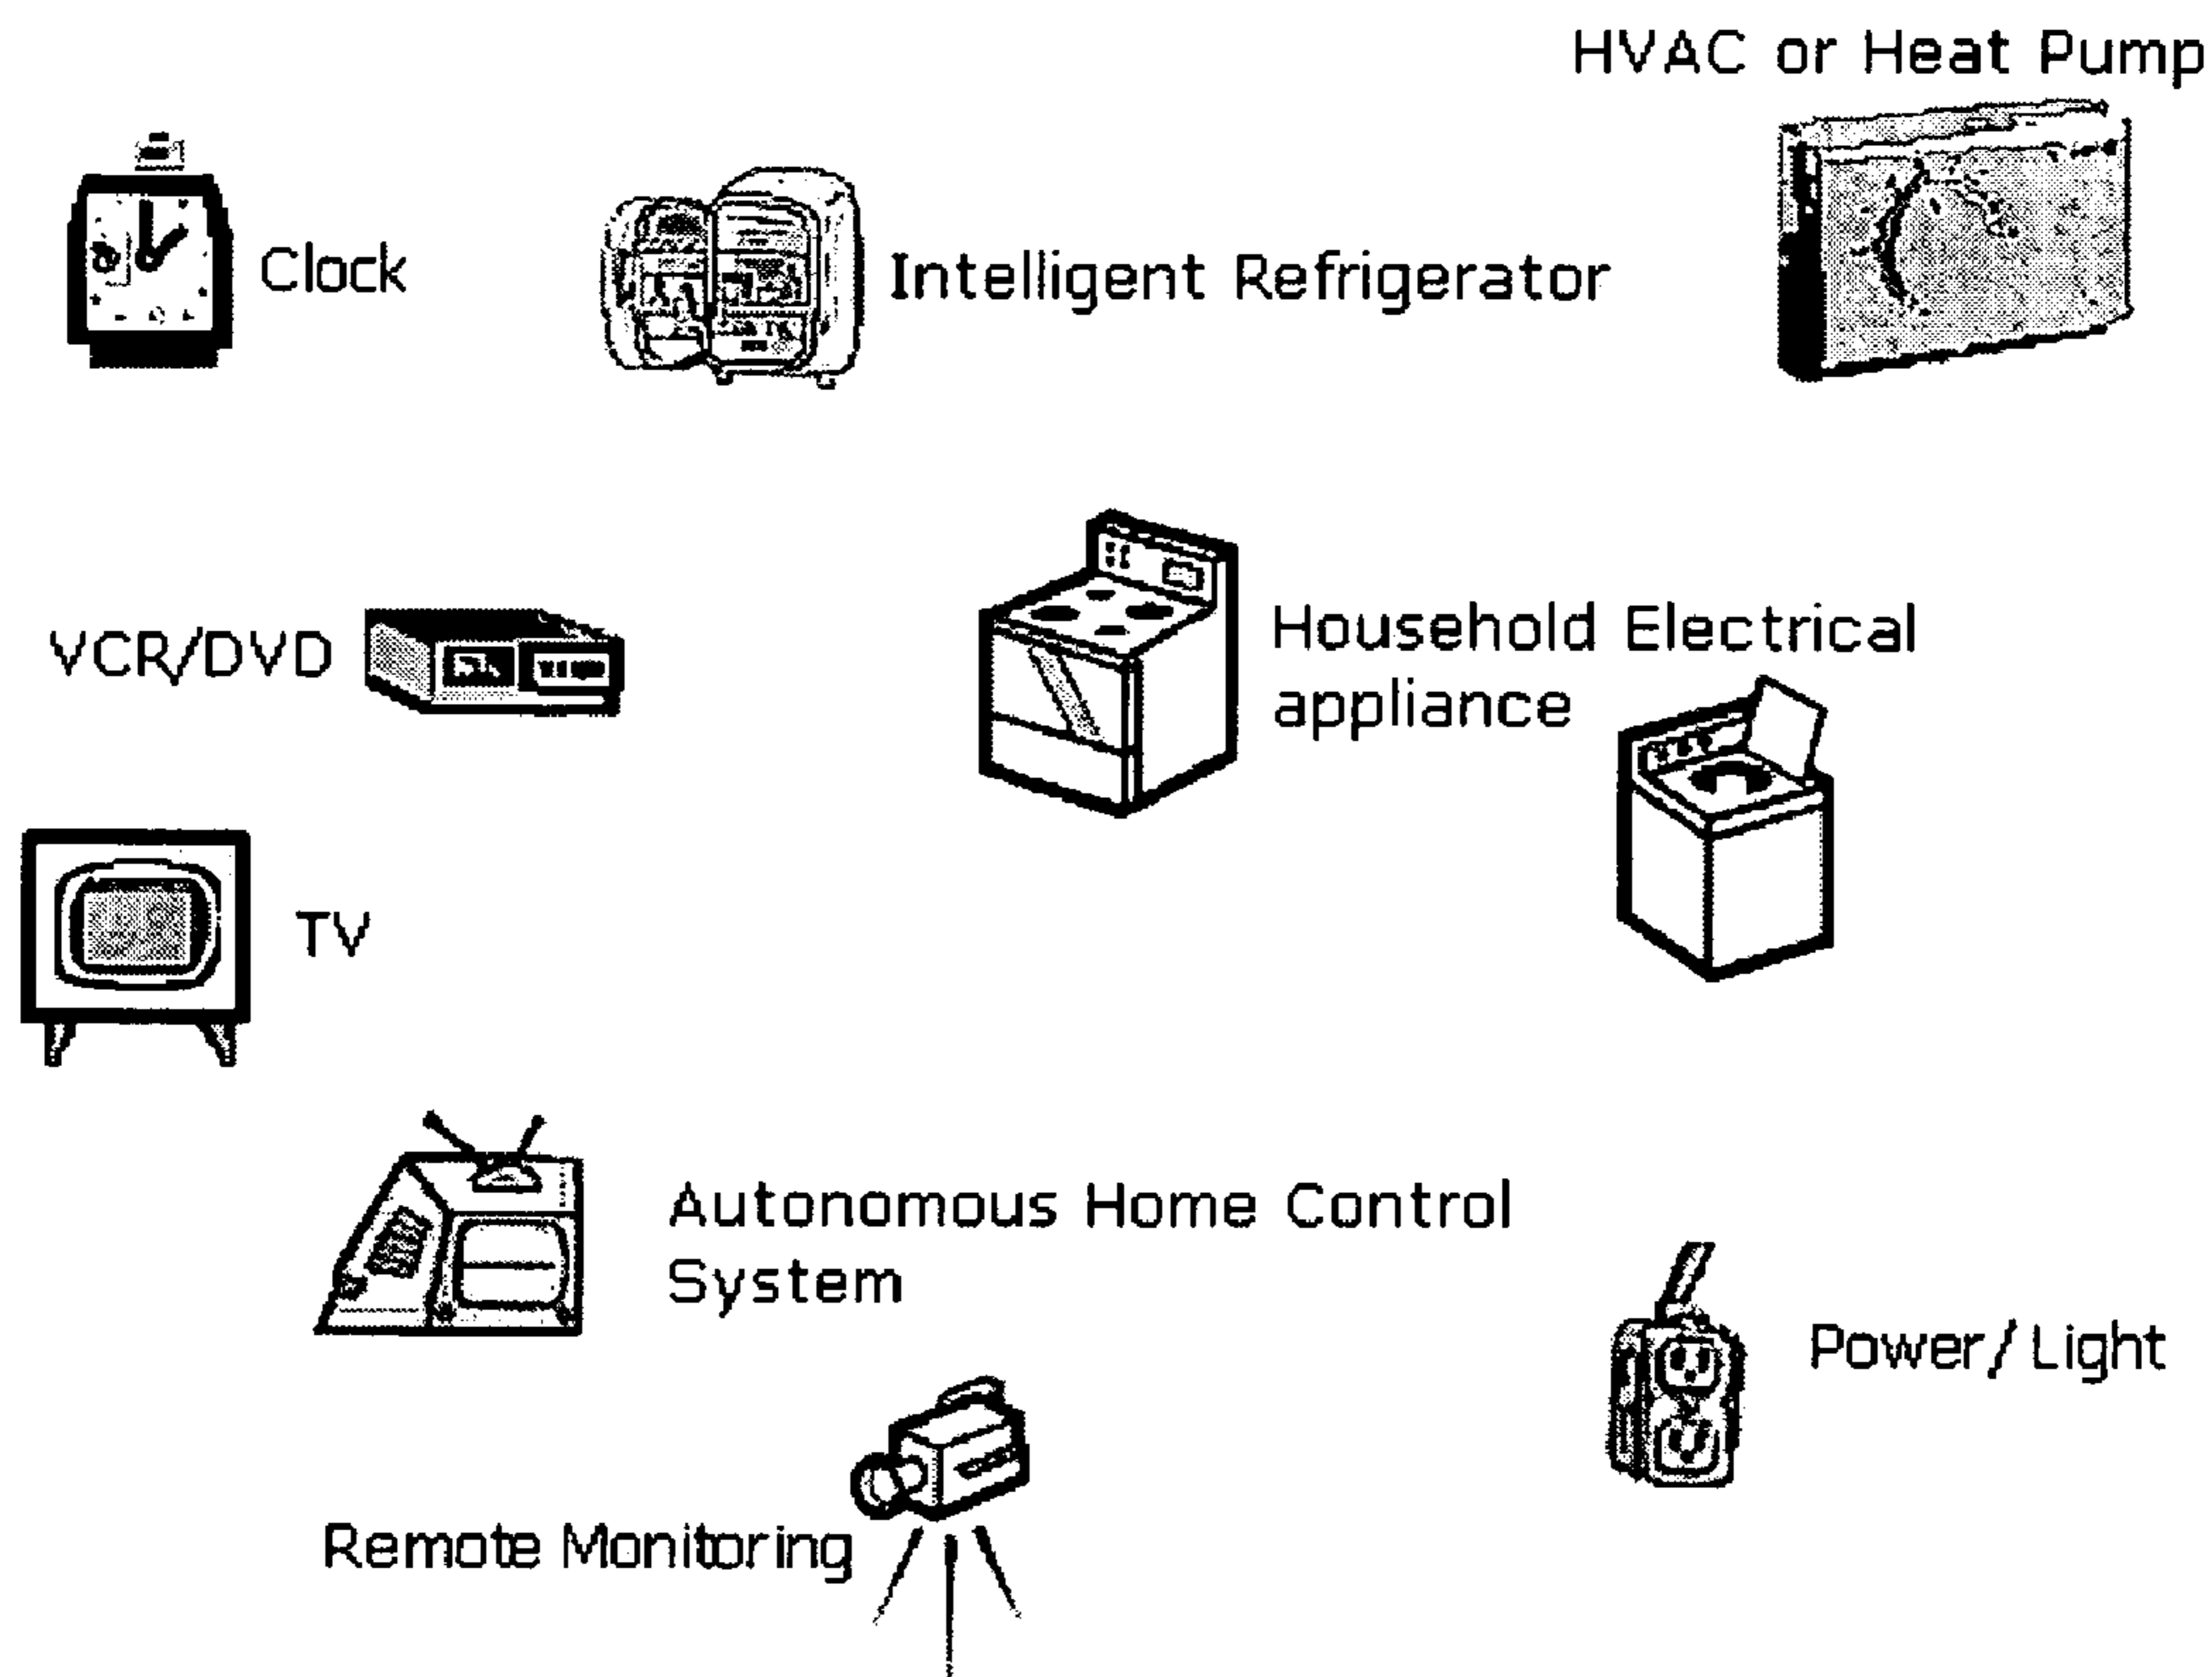 HVAC or Heat Pump
Clock
Intelligent Refrigerator
VCR/DVD
Household Electrical
appliance
TV
Autonomous Home Control
System
Power/Light
Remote Monitoring